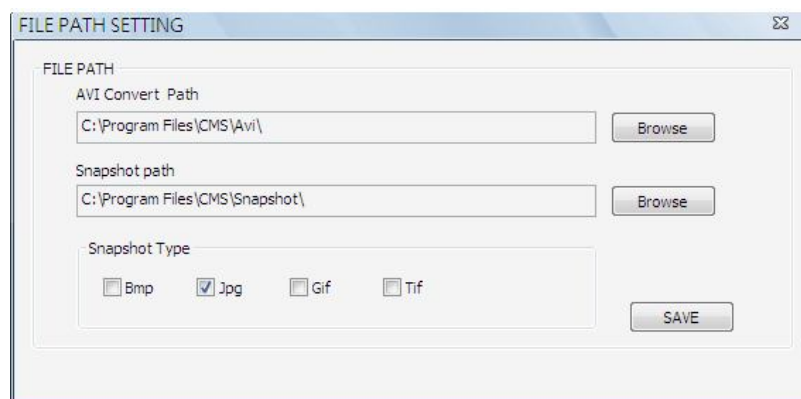 FILE PATH SETTING
FILE PATH
AVI Convert Path
C:\Program Files\CMS\Avi\
Browse
Snapshot path
C:\Program Files\CMS\Snapshot\
Browse
Snapshot Type
Bmp Jpg Gif Tif
SAVE